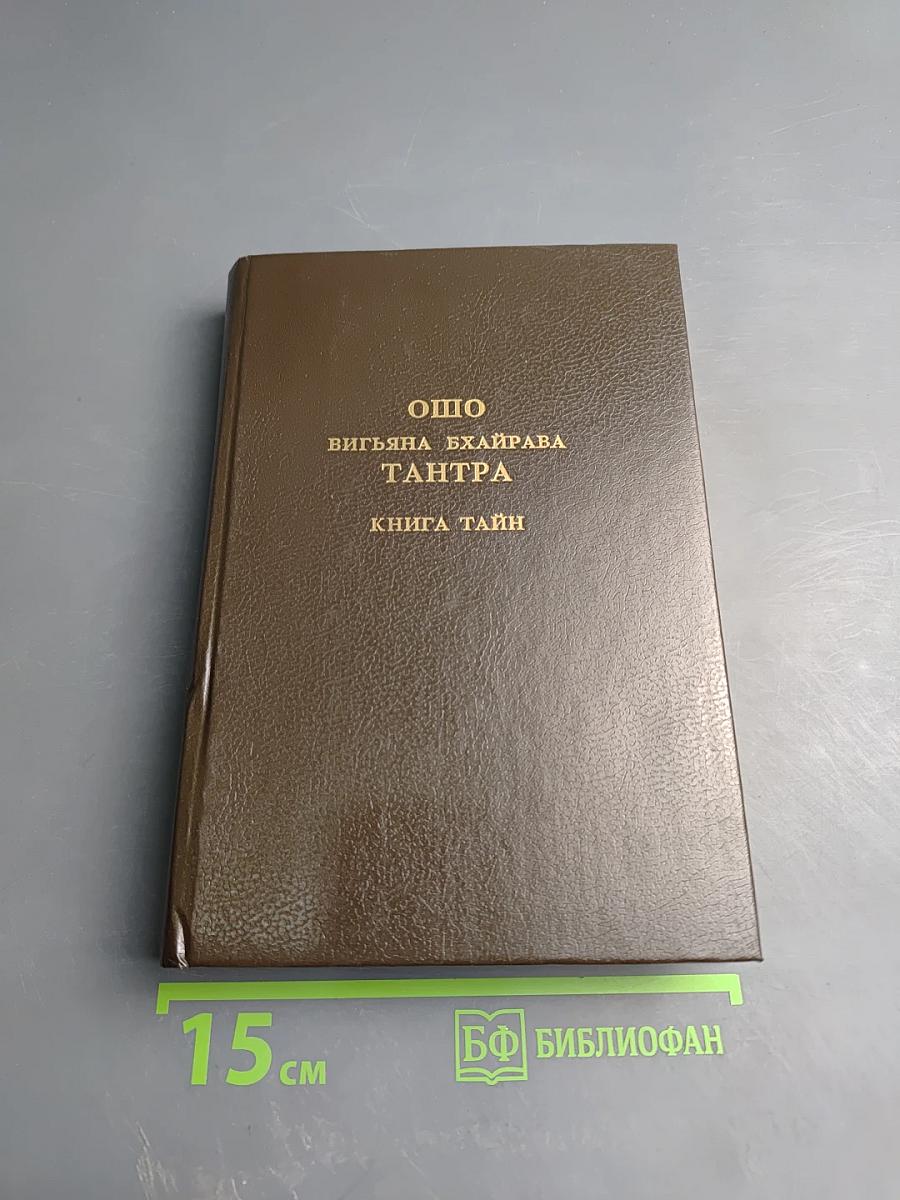 ОШО
ВИГЬЯНА БХАЙРАВА
ТАНТРА
КНИГА ТАЙН
15 см
БФ БИБЛИОФАН